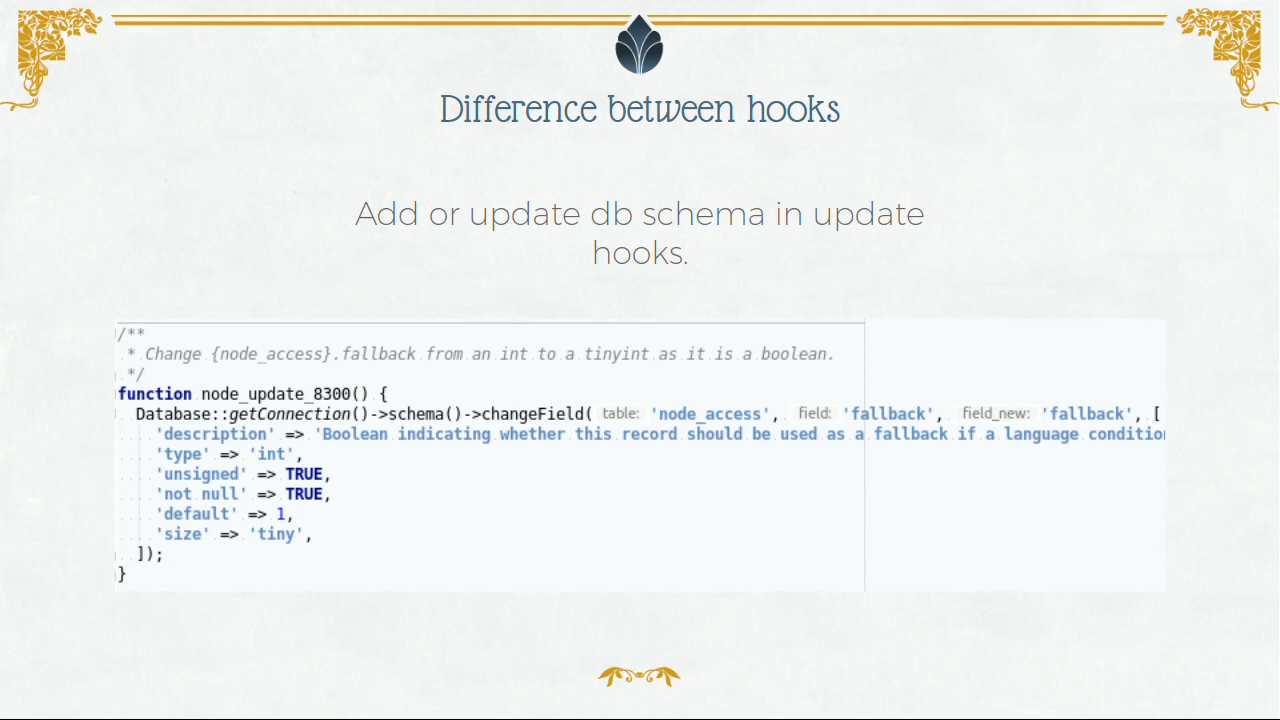 Difference between hooks
Add or update db schema in update
hooks.
/**
 * Change {node_access}.fallback from an int to a tinyint as it is a boolean.
 */
function node_update_8300() {
  Database::getConnection()->schema()->changeField( table: 'node_access', field: 'fallback', field_new: 'fallback', [
    'description' => 'Boolean indicating whether this record should be used as a fallback if a language condition
    'type' => 'int',
    'unsigned' => TRUE,
    'not null' => TRUE,
    'default' => 1,
    'size' => 'tiny',
  ]);
}